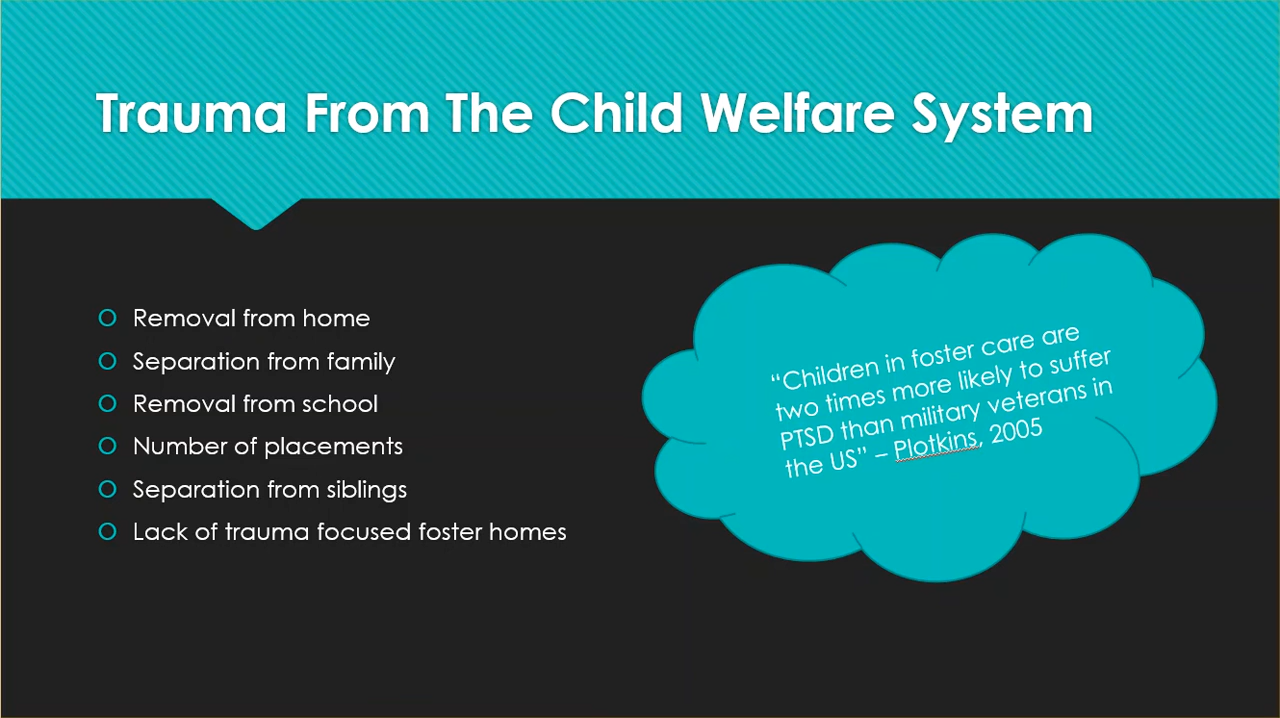 Trauma From The Child Welfare System
Removal from home
Separation from family
Removal from school
Number of placements
Separation from siblings
Lack of trauma focused foster homes
“Children in foster care are
two times more likely to suffer
PTSD than military veterans in
the US” – Plotkins, 2005